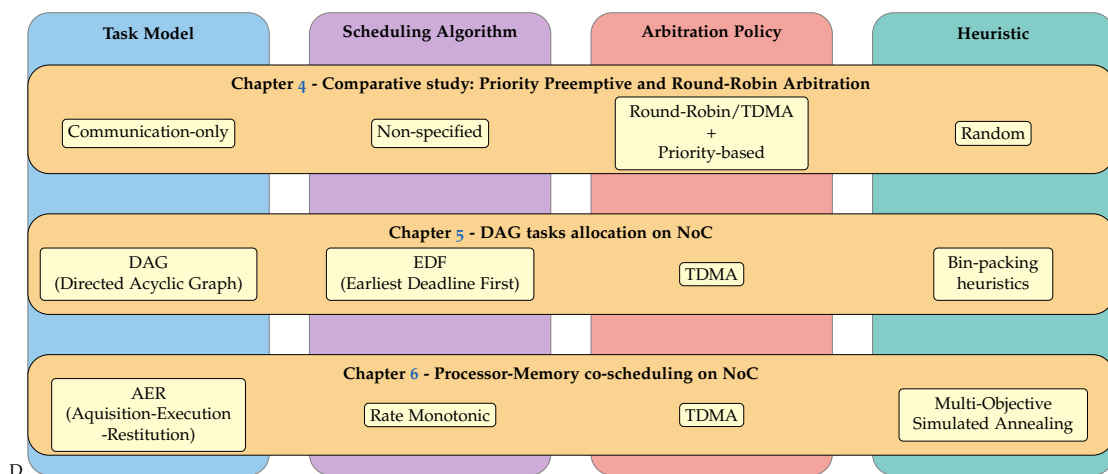 Task Model
Scheduling Algorithm
Arbitration Policy
Heuristic
Chapter 4 - Comparative study: Priority Preemptive and Round-Robin Arbitration
Communication-only
Non-specified
Round-Robin/TDMA
+
Priority-based
Random
Chapter 5 - DAG tasks allocation on NoC
DAG
(Directed Acyclic Graph)
EDF
(Earliest Deadline First)
TDMA
Bin-packing
heuristics
Chapter 6 - Processor-Memory co-scheduling on NoC
AER
(Aquisition-Execution
-Restitution)
Rate Monotonic
TDMA
Multi-Objective
Simulated Annealing
D